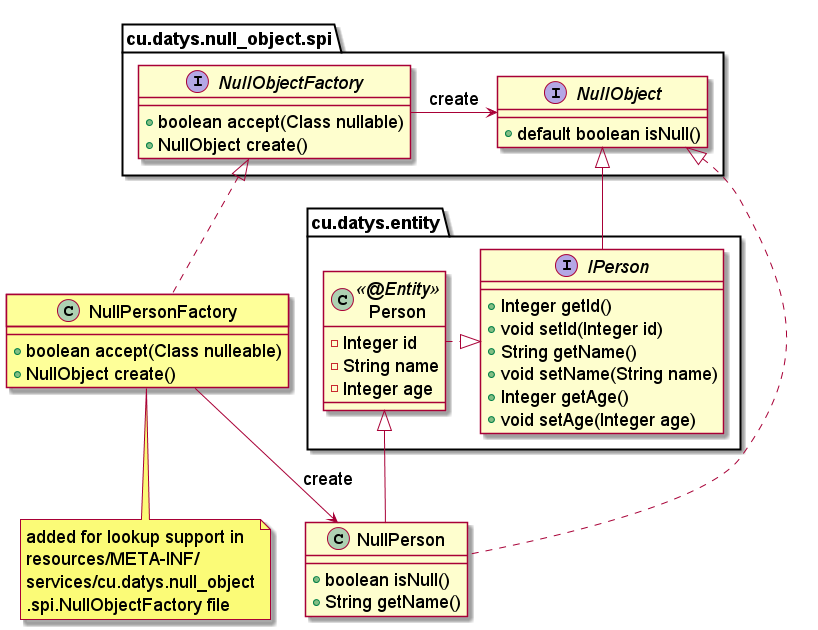 cu.datys.null_object.spi
I NullObjectFactory
boolean accept(Class nullable)
NullObject create()
create
I NullObject
default boolean isNull()
cu.datys.entity
I IPerson
Integer getId()
void setId(Integer id)
String getName()
void setName(String name)
Integer getAge()
void setAge(Integer age)
C «@Entity»
Person
Integer id
String name
Integer age
C NullPersonFactory
boolean accept(Class nulleable)
NullObject create()
create
added for lookup support in
resources/META-INF/
services/cu.datys.null_object
.spi.NullObjectFactory file
C NullPerson
boolean isNull()
String getName()